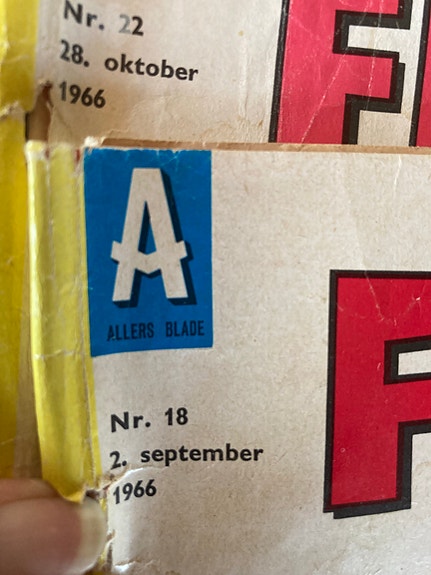 Nr. 22
28. oktober
1966
F
A
ALLERS BLADE
F
Nr. 18
2. september
1966